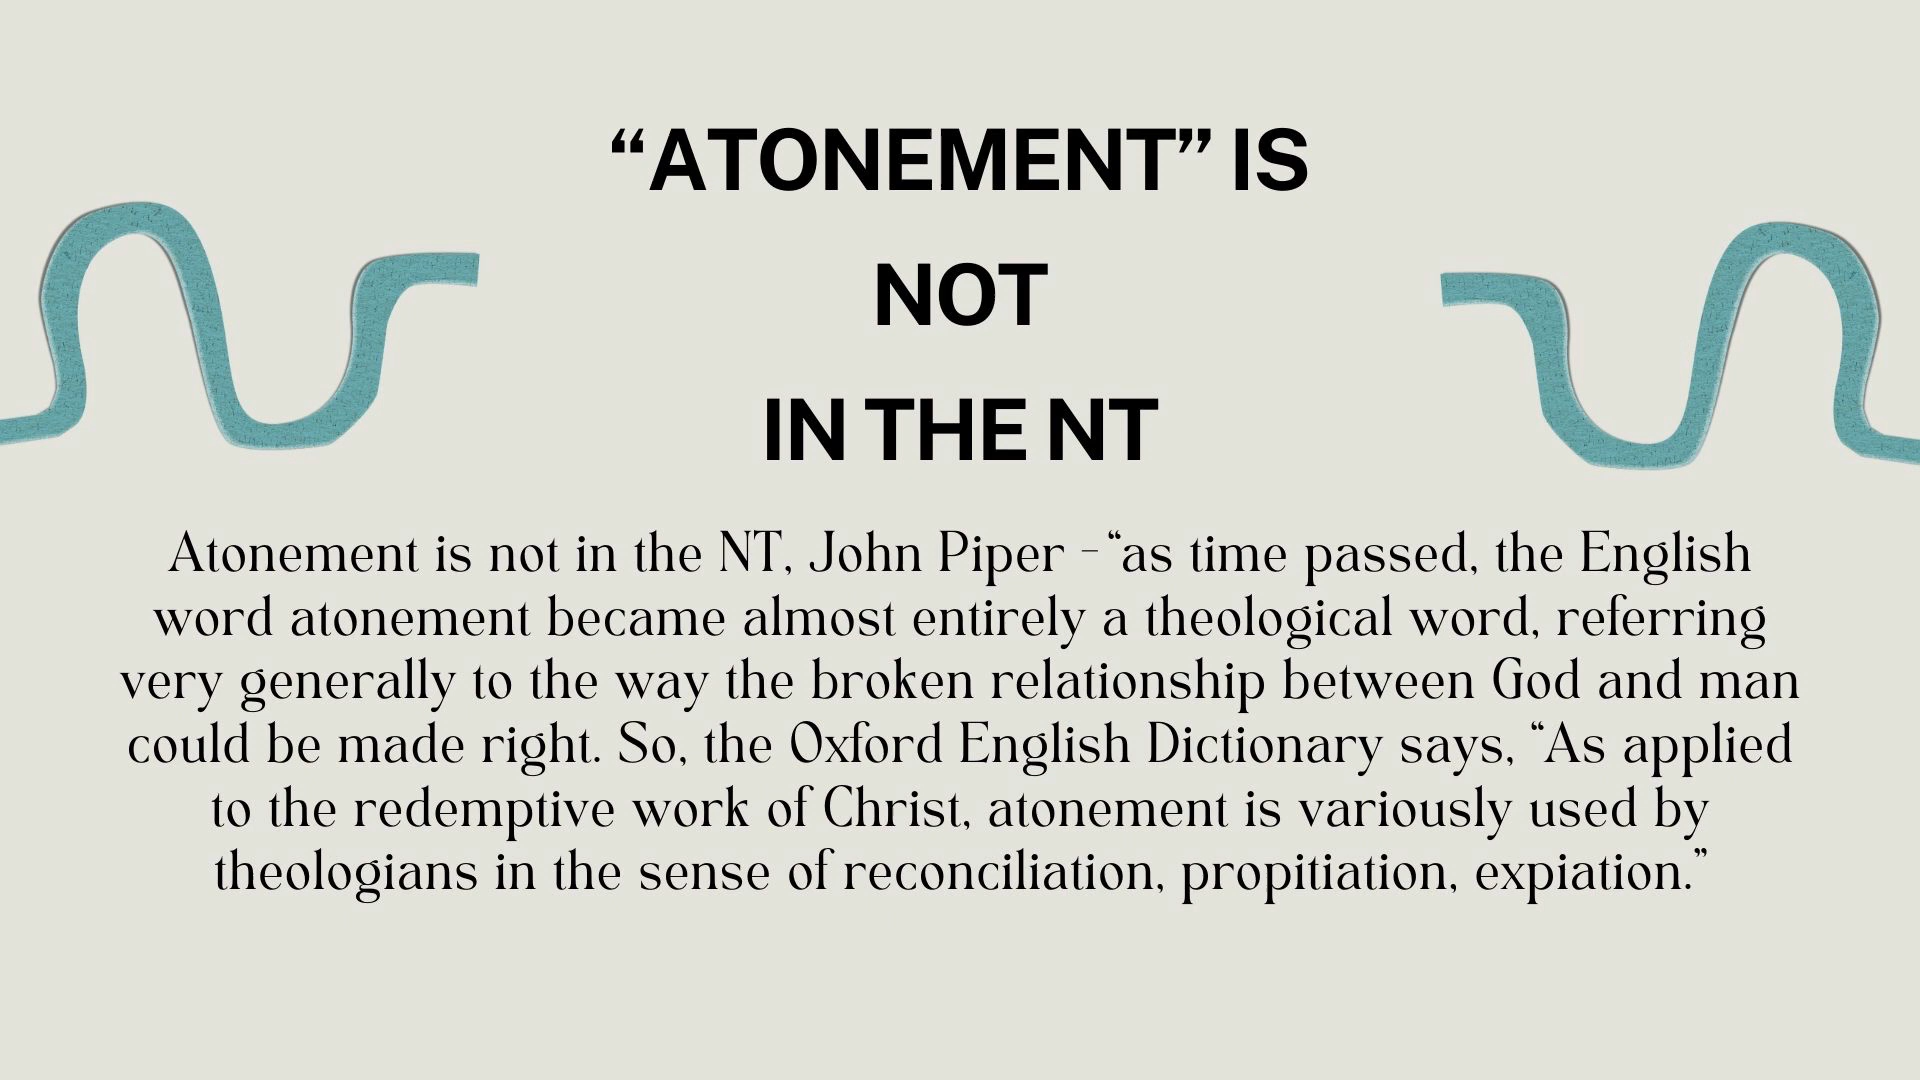 “ATONEMENT” IS
NOT
IN THE NT
Atonement is not in the NT, John Piper -“as time passed, the English
word atonement became almost entirely a theological word, referring
very generally to the way the broken relationship between God and man
could be made right. So, the Oxford English Dictionary says, “As applied
to the redemptive work of Christ, atonement is variously used by
theologians in the sense of reconciliation, propitiation, expiation.”